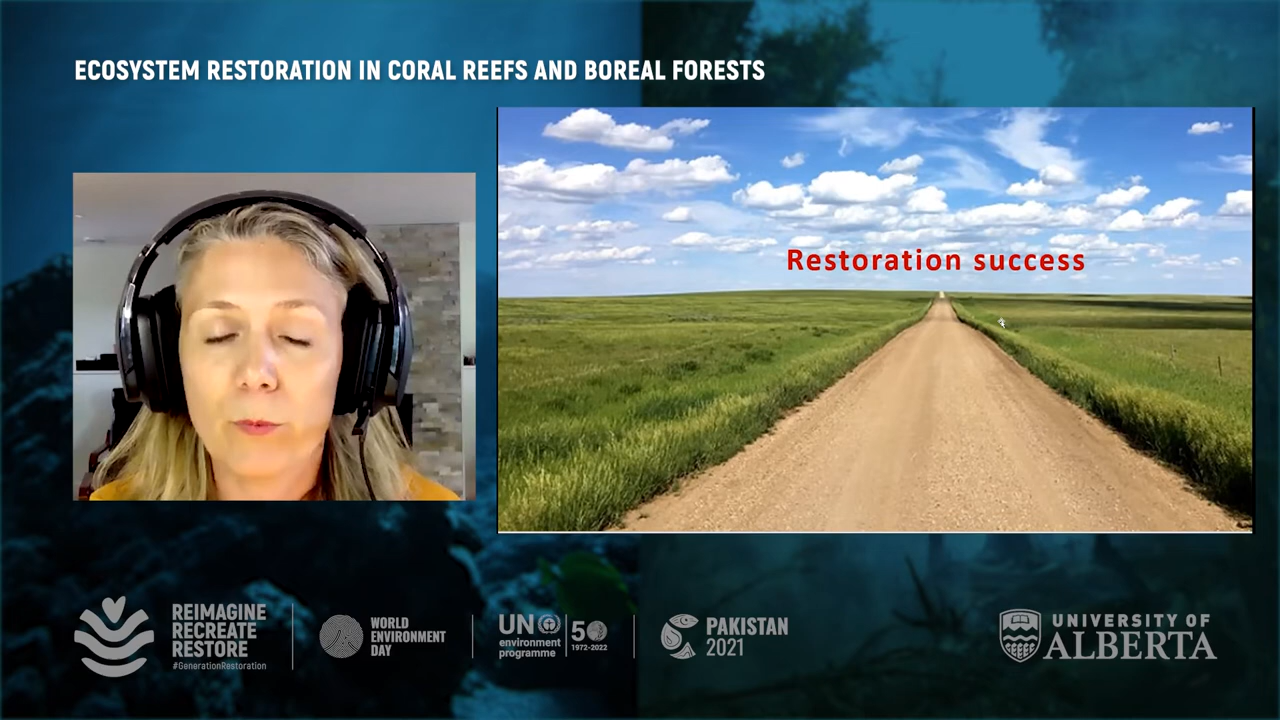 ECOSYSTEM RESTORATION IN CORAL REEFS AND BOREAL FORESTS
Restoration success
REIMAGINE
RECREATE
RESTORE
#GenerationRestoration
WORLD
ENVIRONMENT
DAY
UN
environment
programme
50
1972-2022
PAKISTAN
2021
UNIVERSITY OF
ALBERTA